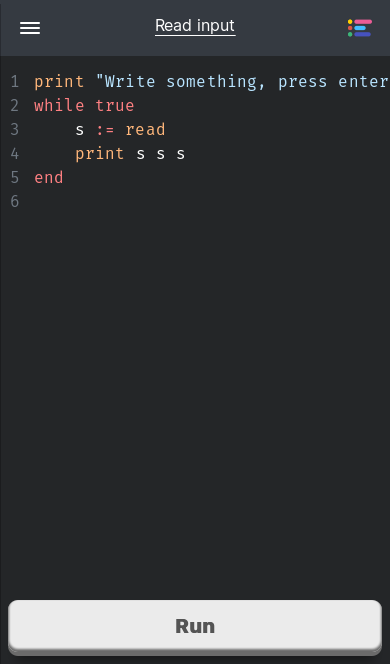 Read input
1 print "Write something, press enter
2 while true
3     s := read
4     print s s s
5 end
6
Run